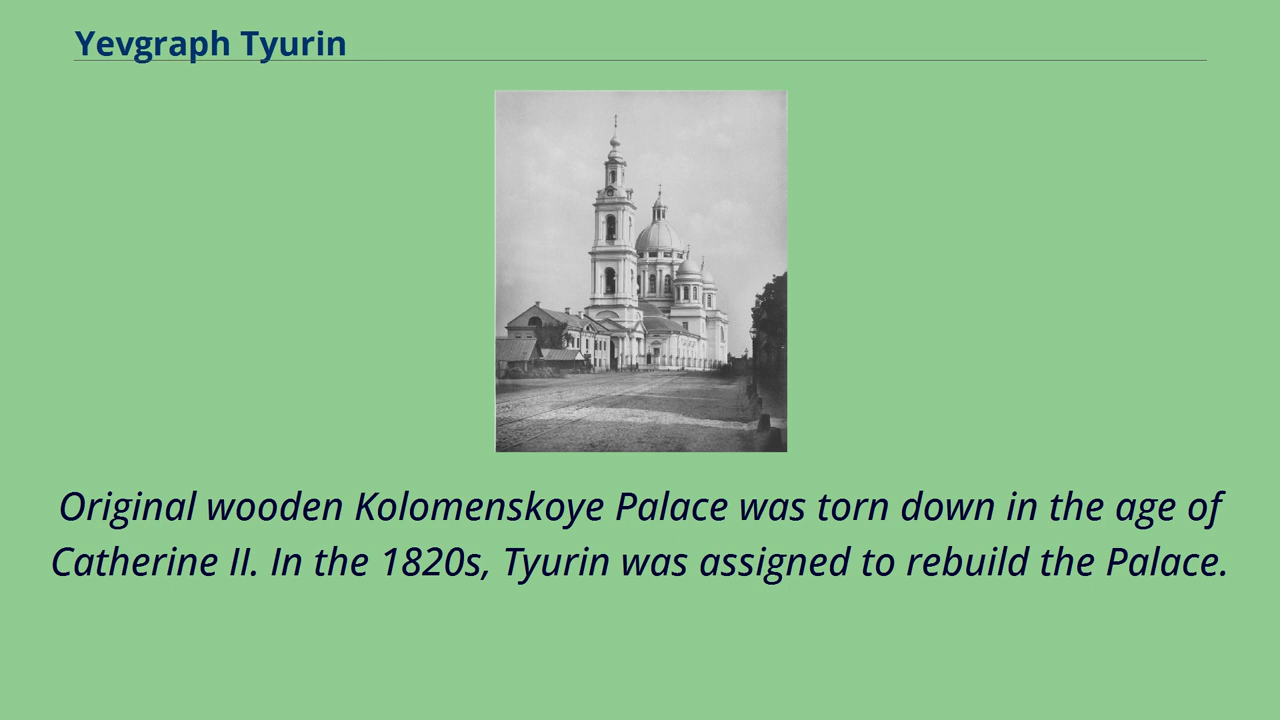 Yevgraph Tyurin
Original wooden Kolomenskoye Palace was torn down in the age of
Catherine II. In the 1820s, Tyurin was assigned to rebuild the Palace.